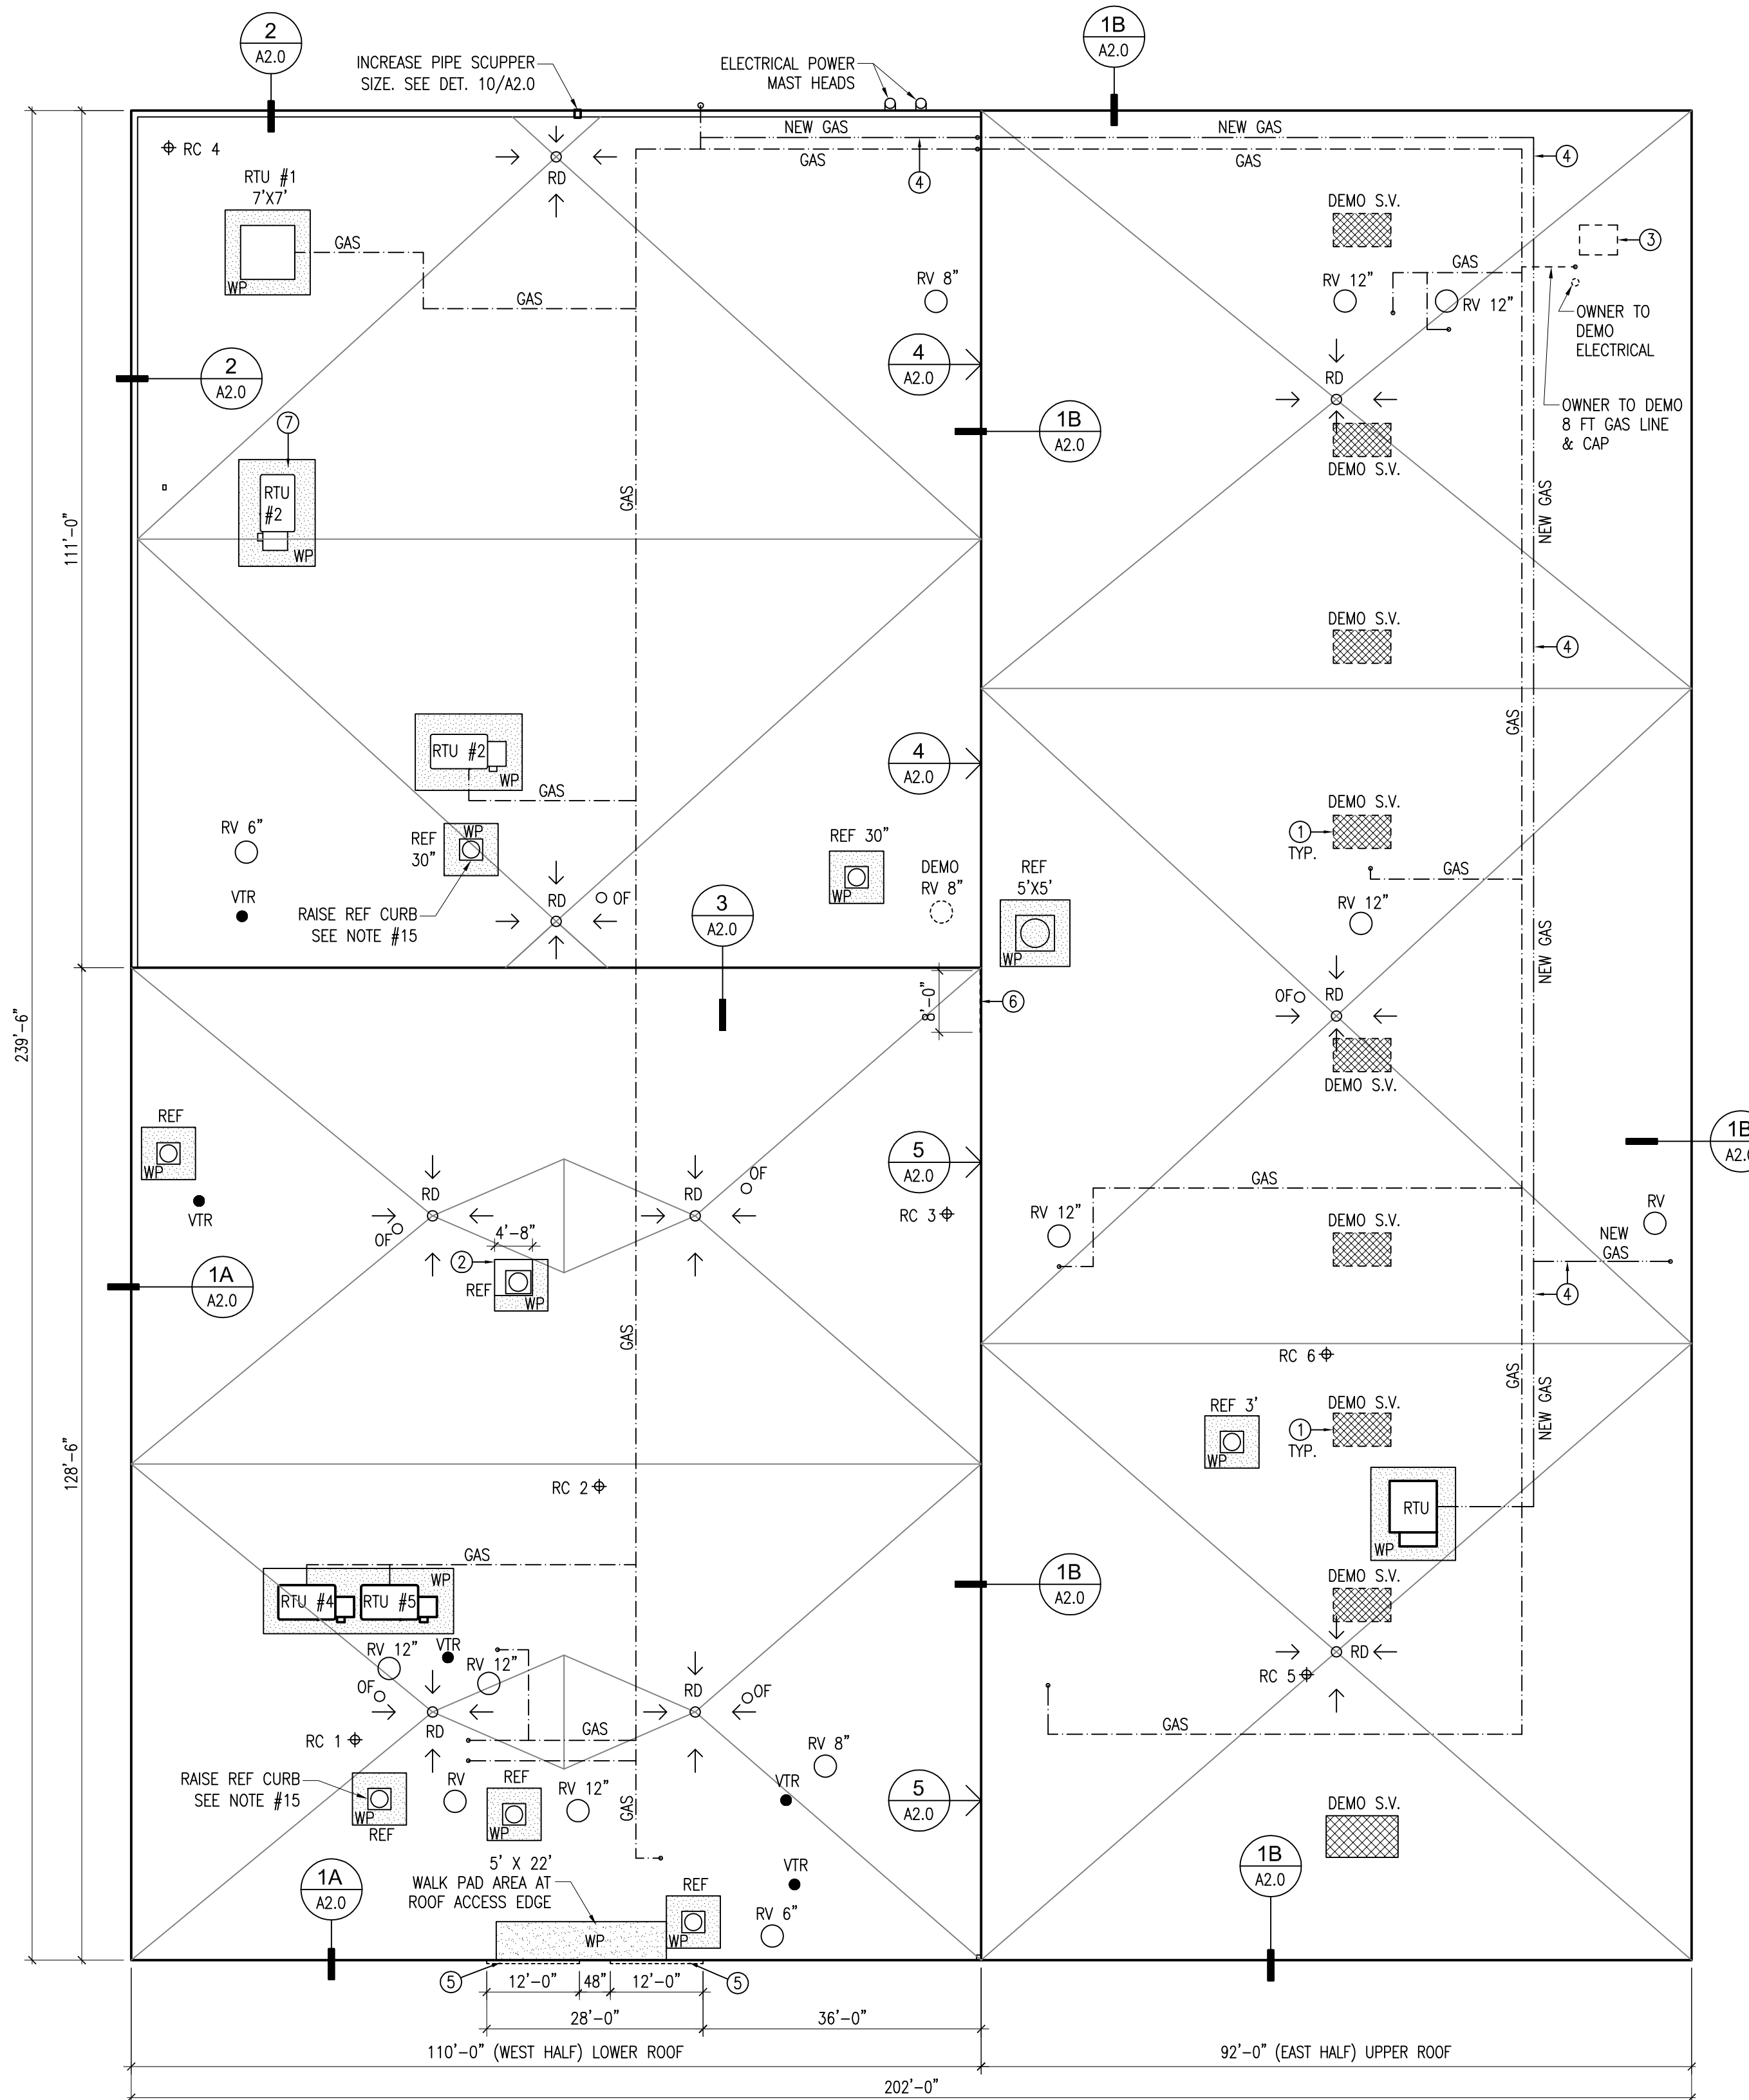 2
A2.0
INCREASE PIPE SCUPPER
SIZE. SEE DET. 10/A2.0
ELECTRICAL POWER
MAST HEADS
1B
A2.0
RC 4
RD
NEW GAS
GAS
4
NEW GAS
GAS
4
RTU #1
7'X7'
WP
GAS
GAS
RV 8"
DEMO S.V.
3
GAS
RV 12"
RV 12"
OWNER TO
DEMO
ELECTRICAL
2
A2.0
4
A2.0
RD
1B
A2.0
DEMO S.V.
OWNER TO DEMO
8 FT GAS LINE
& CAP
7
RTU
#2
WP
GAS
NEW GAS
111'-0"
DEMO S.V.
4
RTU #2
WP
GAS
4
A2.0
GAS
DEMO S.V.
1
TYP.
RV 6"
REF
30"
WP
REF 30"
WP
DEMO
RV 8"
REF
5'X5'
WP
GAS
VTR
RAISE REF CURB
SEE NOTE #15
RD
OF
3
A2.0
RV 12"
NEW GAS
239'-6"
8'-0"
6
OF
RD
DEMO S.V.
REF
WP
VTR
RD
OF
RD
OF
5
A2.0
RC 3
1B
A2.0
GAS
RV 12"
DEMO S.V.
RV
NEW
GAS
4
1A
A2.0
4'-8"
2
REF
WP
GAS
RC 6
GAS
NEW GAS
128'-6"
REF 3'
WP
DEMO S.V.
1
TYP.
RC 2
RTU
WP
GAS
RTU #4
RTU #5
WP
1B
A2.0
DEMO S.V.
RV 12"
VTR
RV 12"
OF
RD
RD
OF
RD
RC 5
RC 1
GAS
GAS
RAISE REF CURB
SEE NOTE #15
WP
REF
RV
REF
WP
RV 12"
GAS
RV 8"
VTR
5
A2.0
DEMO S.V.
1A
A2.0
5' X 22'
WALK PAD AREA AT
ROOF ACCESS EDGE
WP
REF
WP
VTR
RV 6"
1B
A2.0
5
12'-0"
48"
12'-0"
5
28'-0"
36'-0"
110'-0" (WEST HALF) LOWER ROOF
92'-0" (EAST HALF) UPPER ROOF
202'-0"